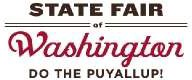 STATE FAIR
of
Washington
DO THE PUYALLUP!